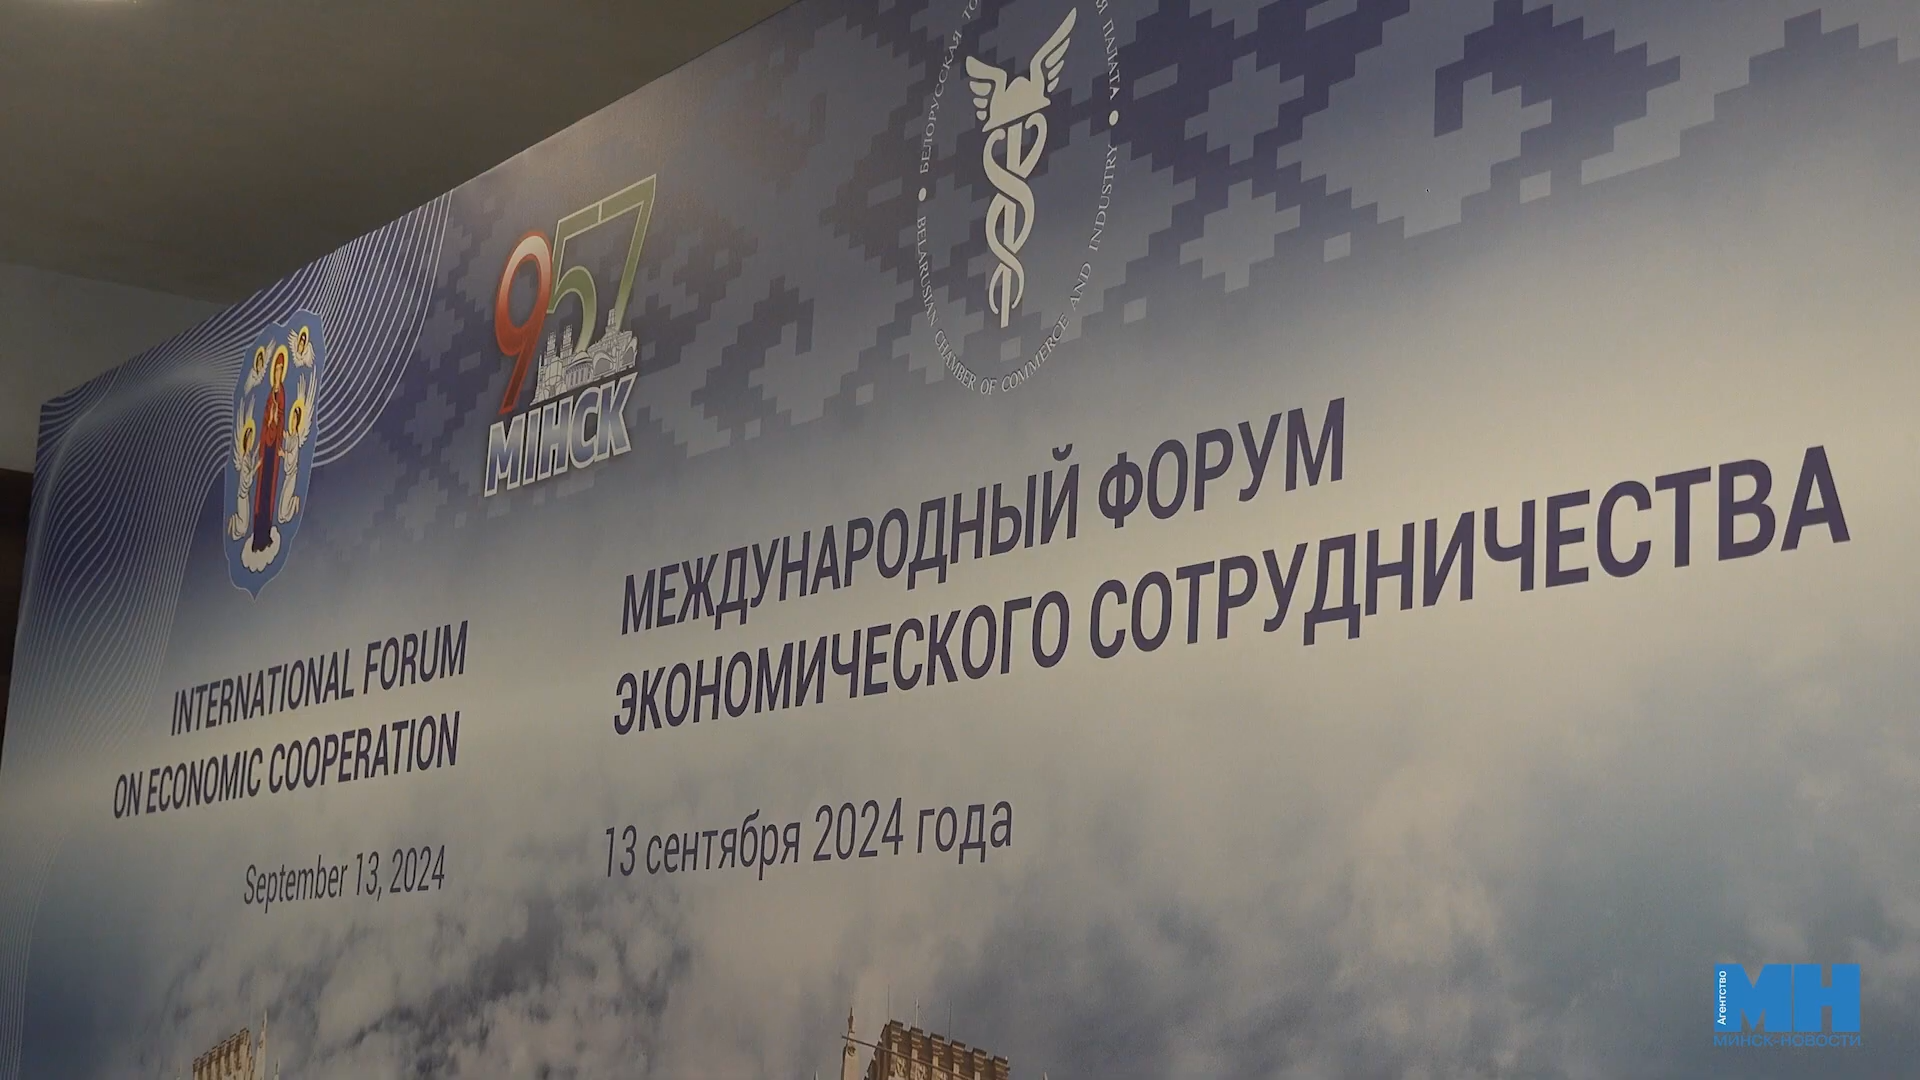 957
МІНСК
БЕЛОРУССКАЯ
ПАЛАТА
BELARUSIAN CHAMBER OF COMMERCE AND INDUSTRY
INTERNATIONAL FORUM
ON ECONOMIC COOPERATION
September 13, 2024
МЕЖДУНАРОДНЫЙ ФОРУМ
ЭКОНОМИЧЕСКОГО СОТРУДНИЧЕСТВА
13 сентября 2024 года
Агентство
МН
МИНСК-НОВОСТИ